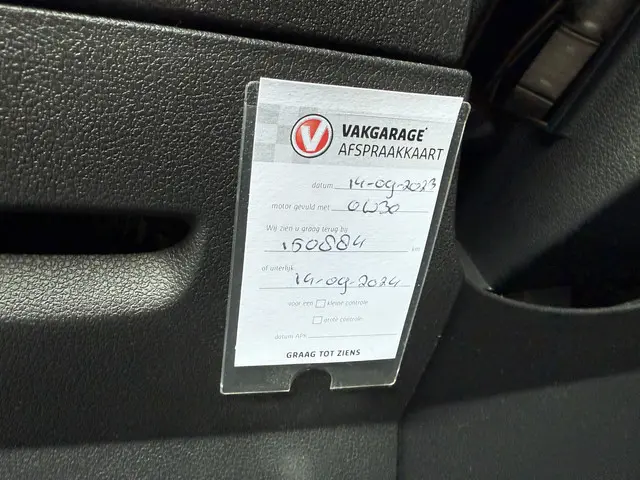 V VAKGARAGE
AFSPRAAKKAART
datum 14-09-2023
motor gevuld met 0W30
Wij zien u graag terug bij
150884 km
of uiterlijk
14-09-2024
voor een kleine controle
grote controle
datum APK
GRAAG TOT ZIENS